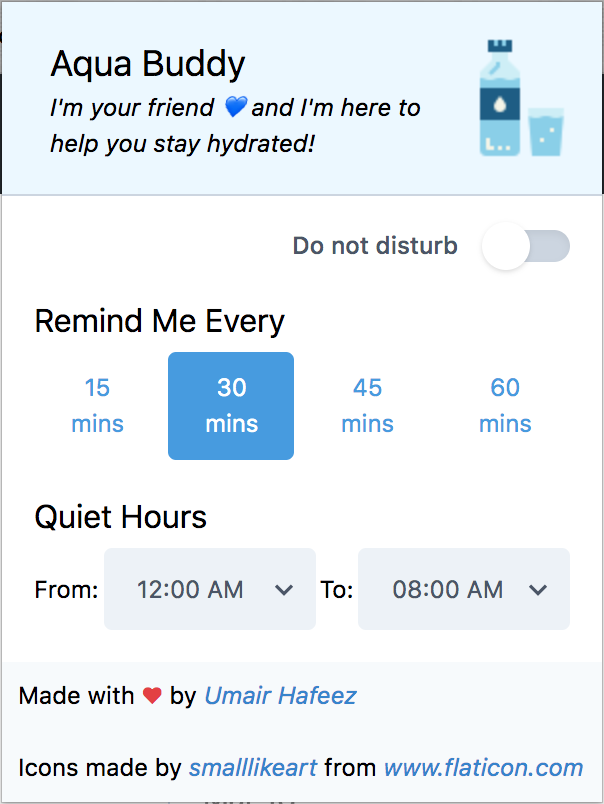 Aqua Buddy
I'm your friend 💙 and I'm here to
help you stay hydrated!
Do not disturb
Remind Me Every
15 mins
30 mins
45 mins
60 mins
Quiet Hours
From: 12:00 AM To: 08:00 AM
Made with ❤ by Umair Hafeez
Icons made by smalllikeart from www.flaticon.com